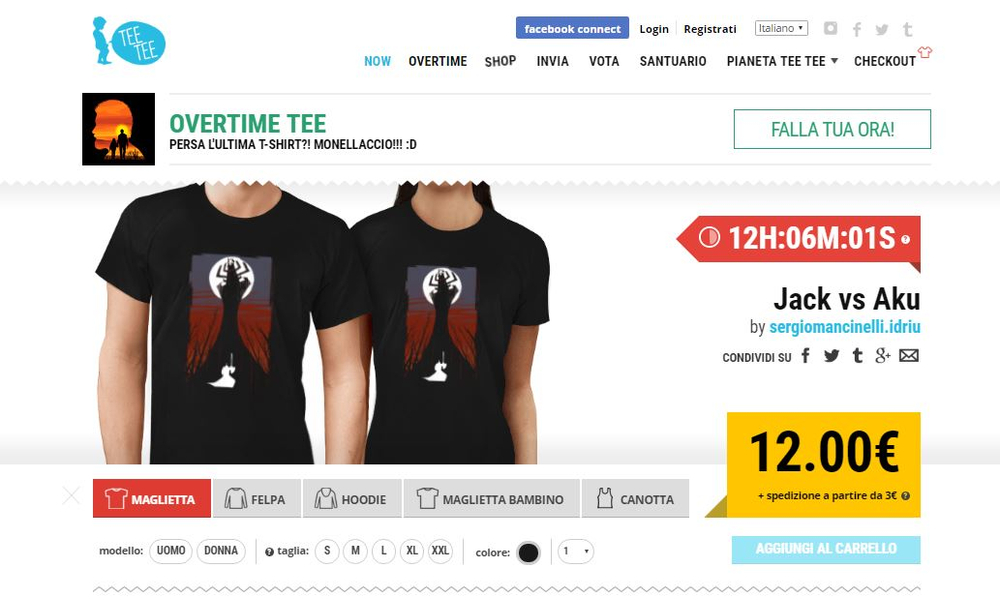 TEE
TEE
facebook connect Login Registrati Italiano
NOW OVERTIME SHOP INVIA VOTA SANTUARIO PIANETA TEE TEE CHECKOUT
OVERTIME TEE
PERSA L'ULTIMA T-SHIRT?! MONELLACCIO!!! :D
FALLA TUA ORA!
12H:06M:01S ?
Jack vs Aku
by sergiomancinelli.idriu
CONDIVIDI SU f t g+
12.00€
+ spedizione a partire da 3€ ?
MAGLIETTA FELPA HOODIE MAGLIETTA BAMBINO CANOTTA
modello: UOMO DONNA ? taglia: S M L XL XXL colore: 1
AGGIUNGI AL CARRELLO